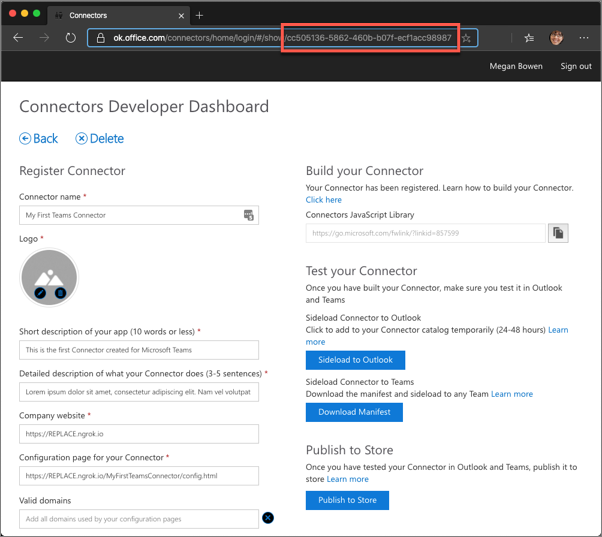 Connectors
ok.office.com/connectors/home/login/#/show/cc505136-5862-460b-b07f-ecf1acc98987
Megan Bowen Sign out
Connectors Developer Dashboard
Back Delete
Register Connector
Connector name *
My First Teams Connector
Logo *
Short description of your app (10 words or less) *
This is the first Connector created for Microsoft Teams
Detailed description of what your Connector does (3-5 sentences) *
Lorem ipsum dolor sit amet, consectetur adipiscing elit. Nam vel volutpat
Company website *
https://REPLACE.ngrok.io
Configuration page for your Connector *
https://REPLACE.ngrok.io/MyFirstTeamsConnector/config.html
Valid domains
Add all domains used by your configuration pages
Build your Connector
Your Connector has been registered. Learn how to build your Connector.
Click here
Connectors JavaScript Library
https://go.microsoft.com/fwlink/?linkid=857599
Test your Connector
Once you have built your Connector, make sure you test it in Outlook
and Teams
Sideload Connector to Outlook
Click to add to your Connector catalog temporarily (24-48 hours) Learn
more
Sideload to Outlook
Sideload Connector to Teams
Download the manifest and sideload to any Team Learn more
Download Manifest
Publish to Store
Once you have tested your Connector in Outlook and Teams, publish it to
store Learn more
Publish to Store